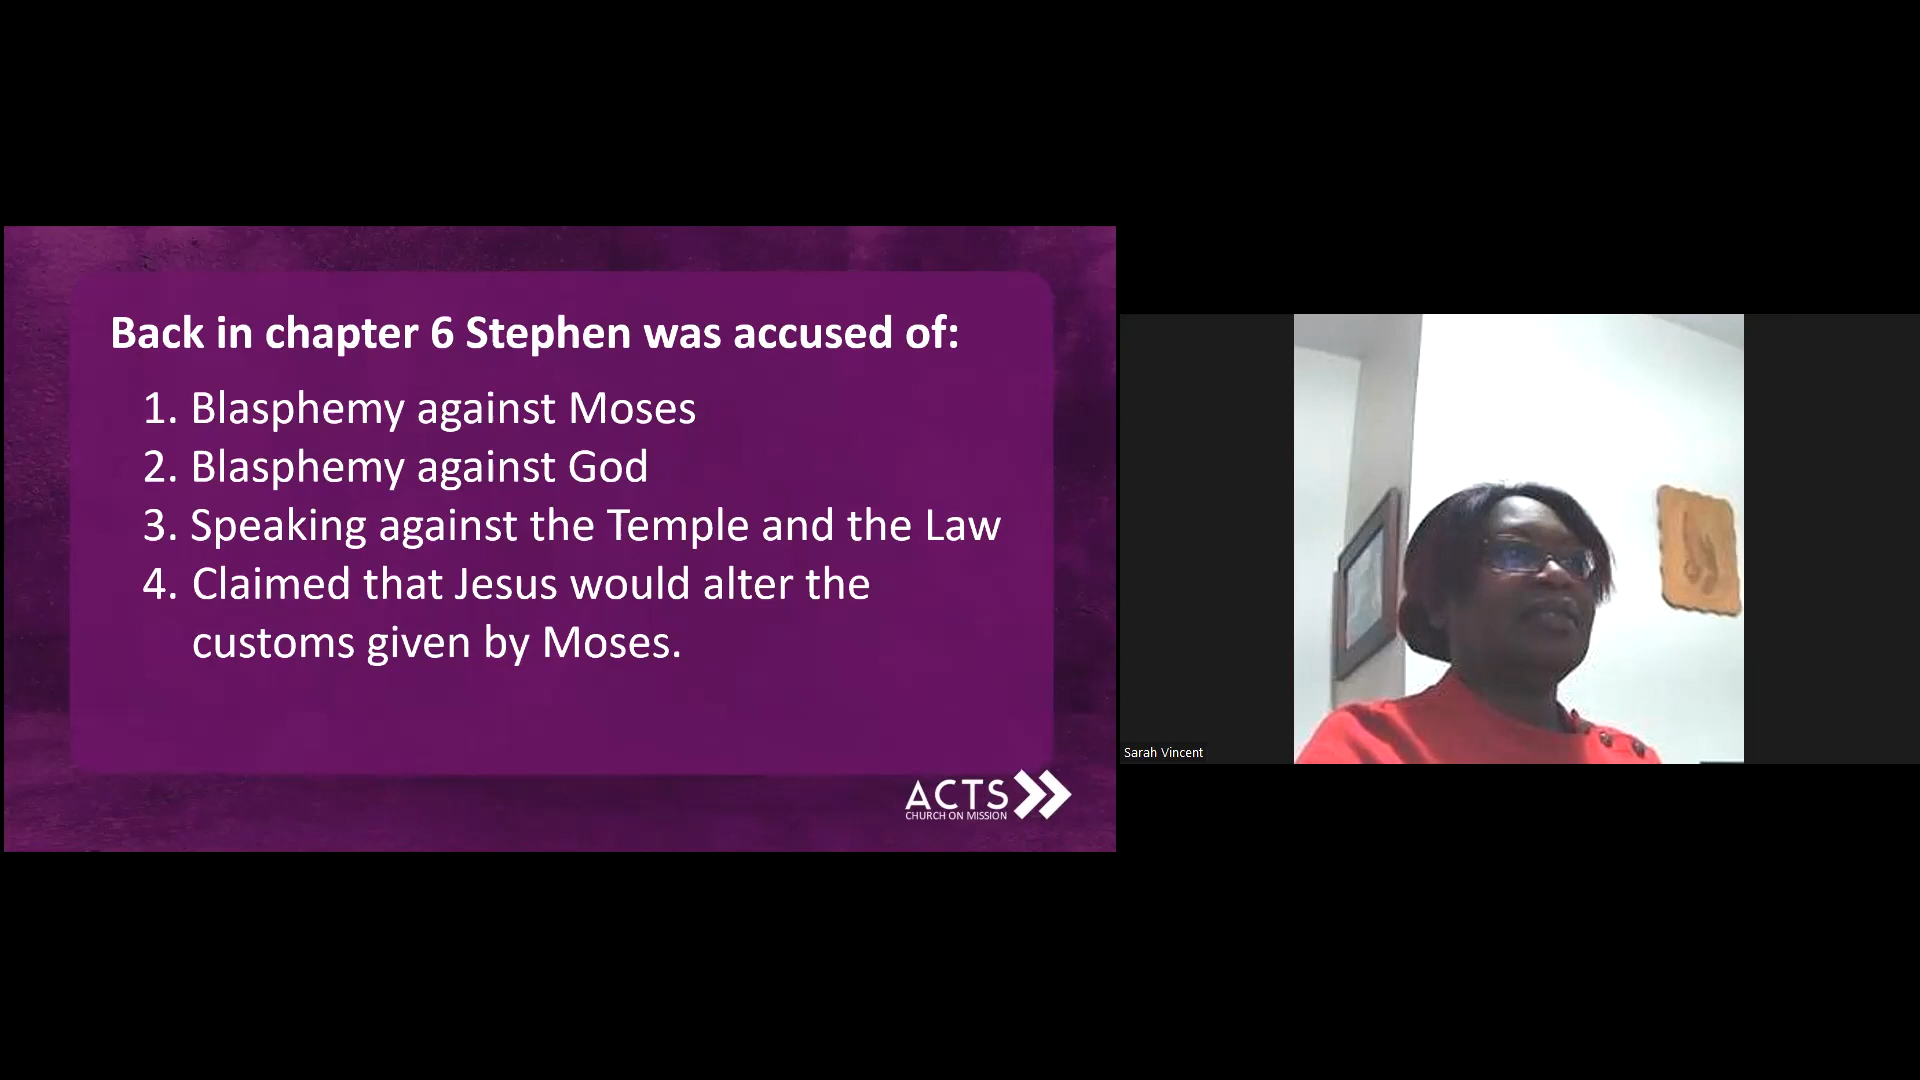 Back in chapter 6 Stephen was accused of:
1. Blasphemy against Moses
2. Blasphemy against God
3. Speaking against the Temple and the Law
4. Claimed that Jesus would alter the
customs given by Moses.
ACTS
CHURCH ON MISSION
Sarah Vincent